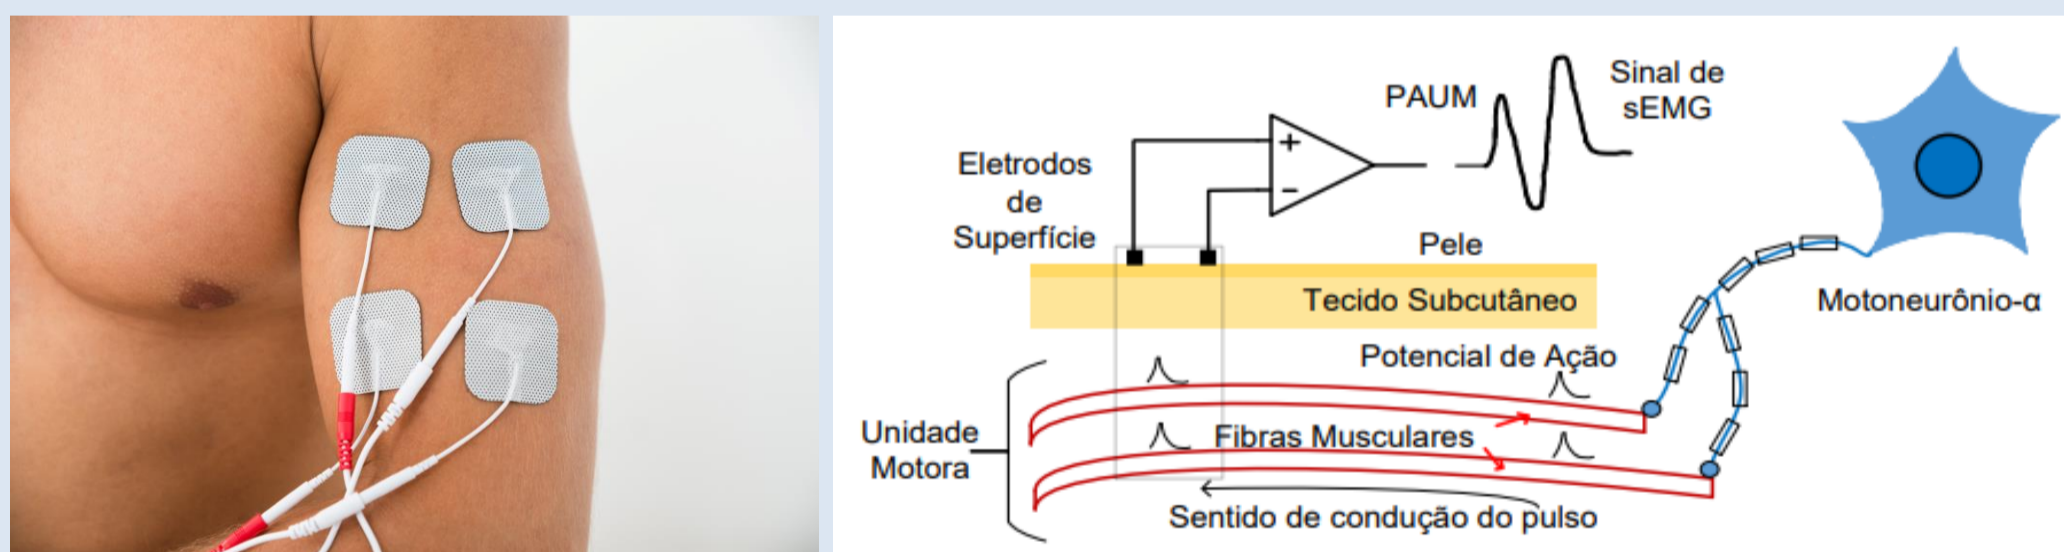 PAUM
Sinal de
sEMG
Eletrodos
de
Superfície
+
−
Pele
Tecido Subcutâneo
Motoneurônio-α
Potencial de Ação
Unidade
Motora
Fibras Musculares
Sentido de condução do pulso